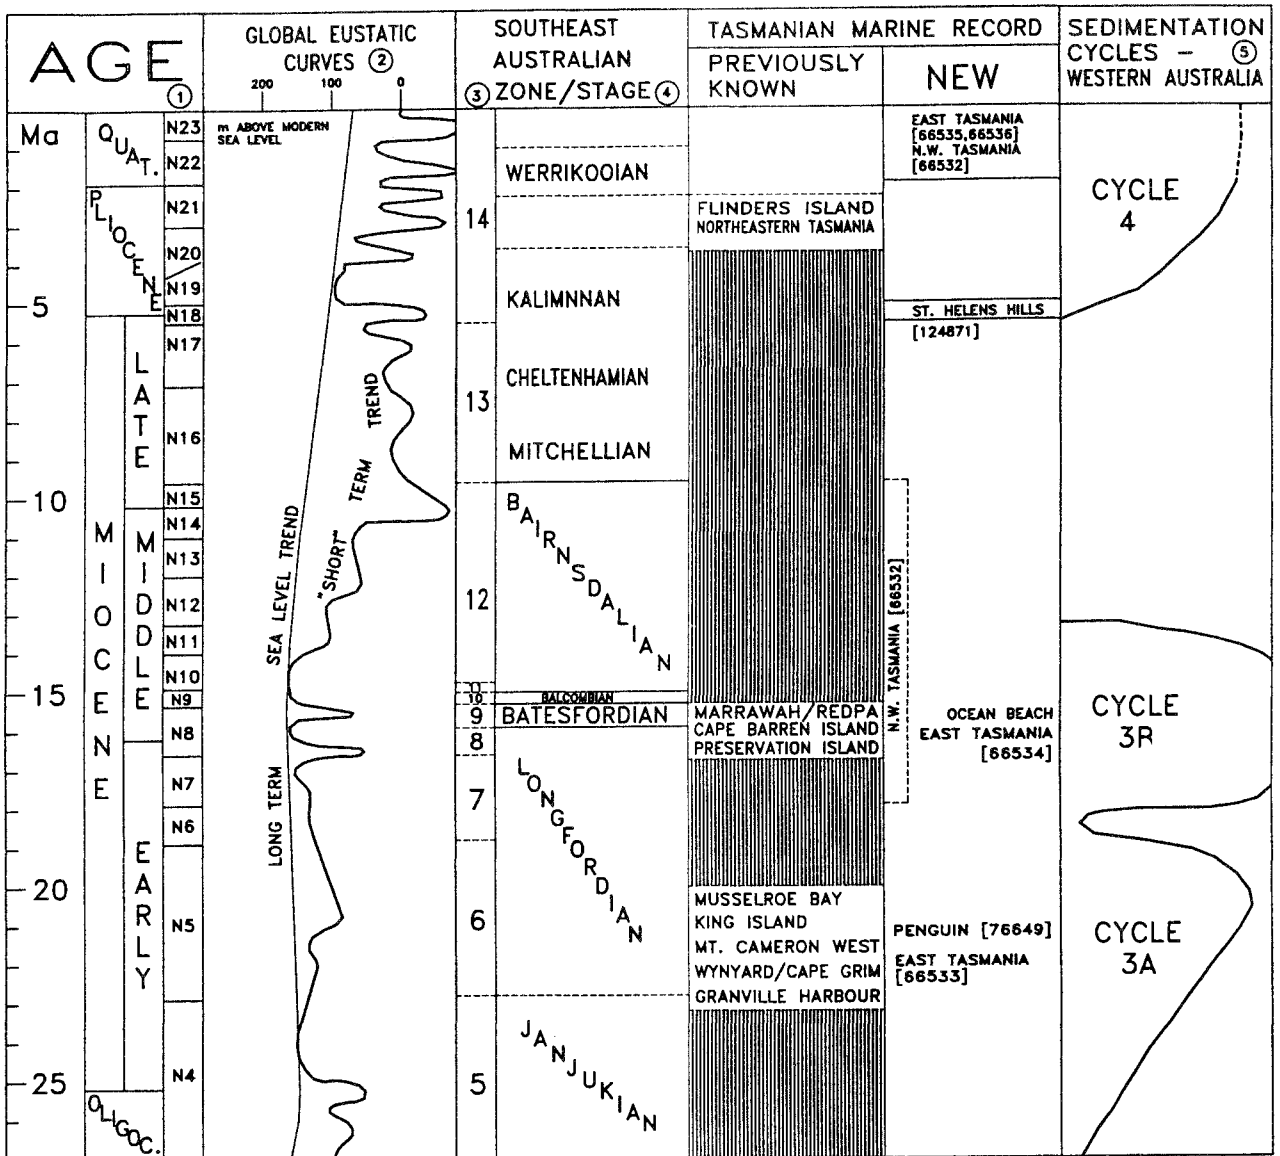 AGE
①
GLOBAL EUSTATIC
CURVES ②
200 100 0
SOUTHEAST
AUSTRALIAN
③ ZONE/STAGE ④
TASMANIAN MARINE RECORD
PREVIOUSLY
KNOWN
NEW
SEDIMENTATION
CYCLES – ⑤
WESTERN AUSTRALIA
Ma
5
10
15
20
25
QUAT.
PLIOCENE
MIOCENE
LATE
MIDDLE
EARLY
OLIGOC.
N23
N22
N21
N20
N19
N18
N17
N16
N15
N14
N13
N12
N11
N10
N9
N8
N7
N6
N5
N4
m ABOVE MODERN
SEA LEVEL
"SHORT" TERM TREND
LONG TERM SEA LEVEL TREND
14
13
12
11
10
9
8
7
6
5
WERRIKOOIAN
KALIMNNAN
CHELTENHAMIAN
MITCHELLIAN
BAIRNSDALIAN
BALCOMBIAN
BATESFORDIAN
LONGFORDIAN
JANJUKIAN
FLINDERS ISLAND
NORTHEASTERN TASMANIA
MARRAWAH/REDPA
CAPE BARREN ISLAND
PRESERVATION ISLAND
MUSSELROE BAY
KING ISLAND
MT. CAMERON WEST
WYNYARD/CAPE GRIM
GRANVILLE HARBOUR
EAST TASMANIA
[66535,66536]
N.W. TASMANIA
[66532]
ST. HELENS HILLS
[124871]
N.W. TASMANIA [66532]
OCEAN BEACH
EAST TASMANIA
[66534]
PENGUIN [76649]
EAST TASMANIA
[66533]
CYCLE
4
CYCLE
3R
CYCLE
3A